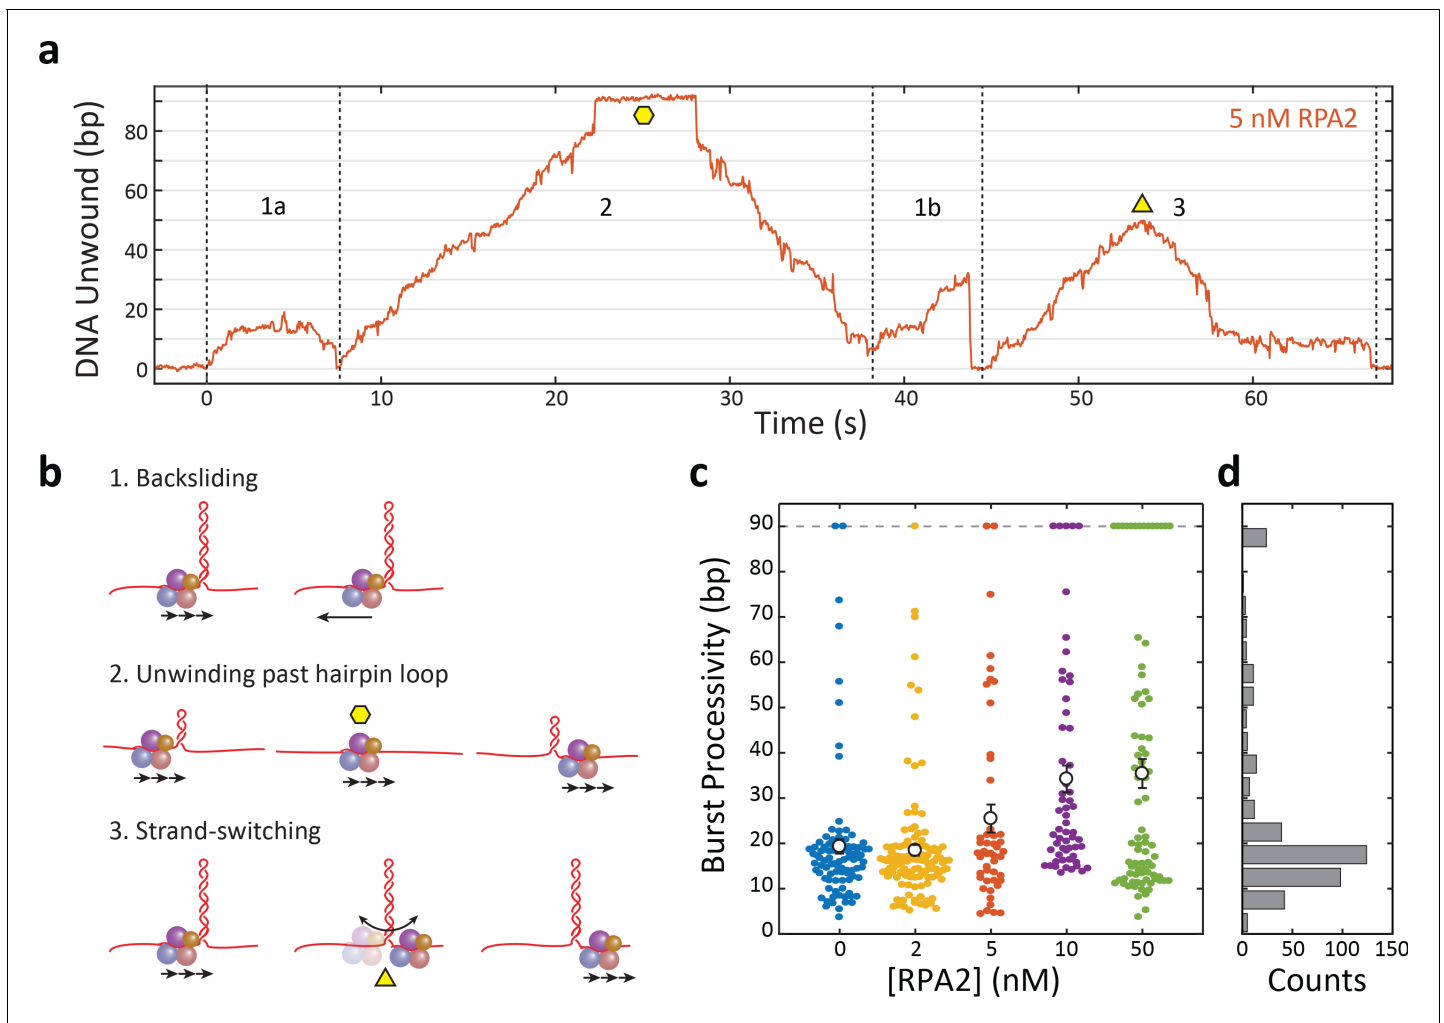 a
DNA Unwound (bp)
80
60
40
20
0
1a
2
1b
3
5 nM RPA2
0 10 20 30 40 50 60
Time (s)
b
1. Backsliding
2. Unwinding past hairpin loop
3. Strand-switching
c
Burst Processivity (bp)
90
80
70
60
50
40
30
20
10
0
0 2 5 10 50
[RPA2] (nM)
d
0 50 100 150
Counts